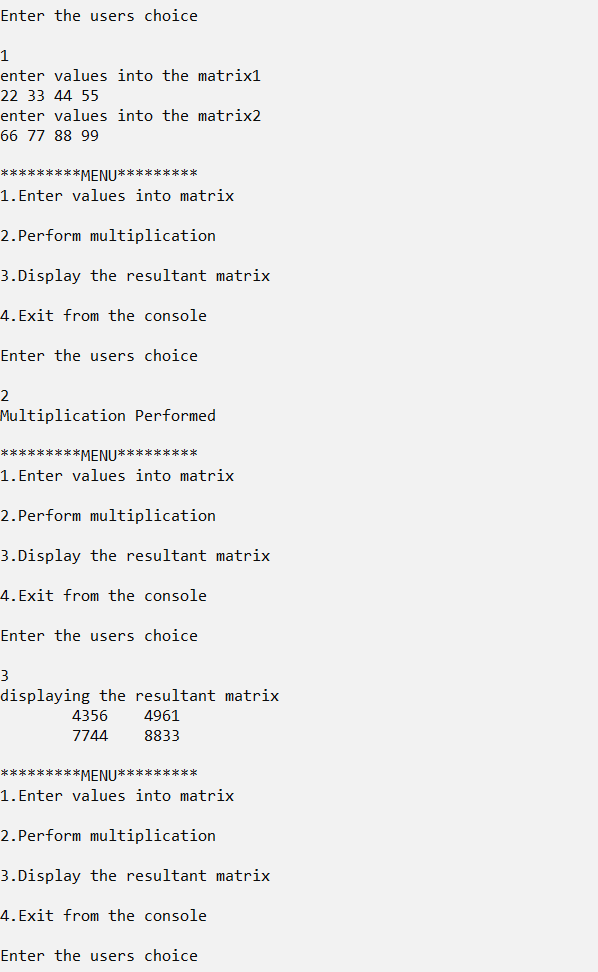 Enter the users choice
1
enter values into the matrix1
22 33 44 55
enter values into the matrix2
66 77 88 99
*********MENU*********
1.Enter values into matrix
2.Perform multiplication
3.Display the resultant matrix
4.Exit from the console
Enter the users choice
2
Multiplication Performed
*********MENU*********
1.Enter values into matrix
2.Perform multiplication
3.Display the resultant matrix
4.Exit from the console
Enter the users choice
3
displaying the resultant matrix
4356 4961
7744 8833
*********MENU*********
1.Enter values into matrix
2.Perform multiplication
3.Display the resultant matrix
4.Exit from the console
Enter the users choice